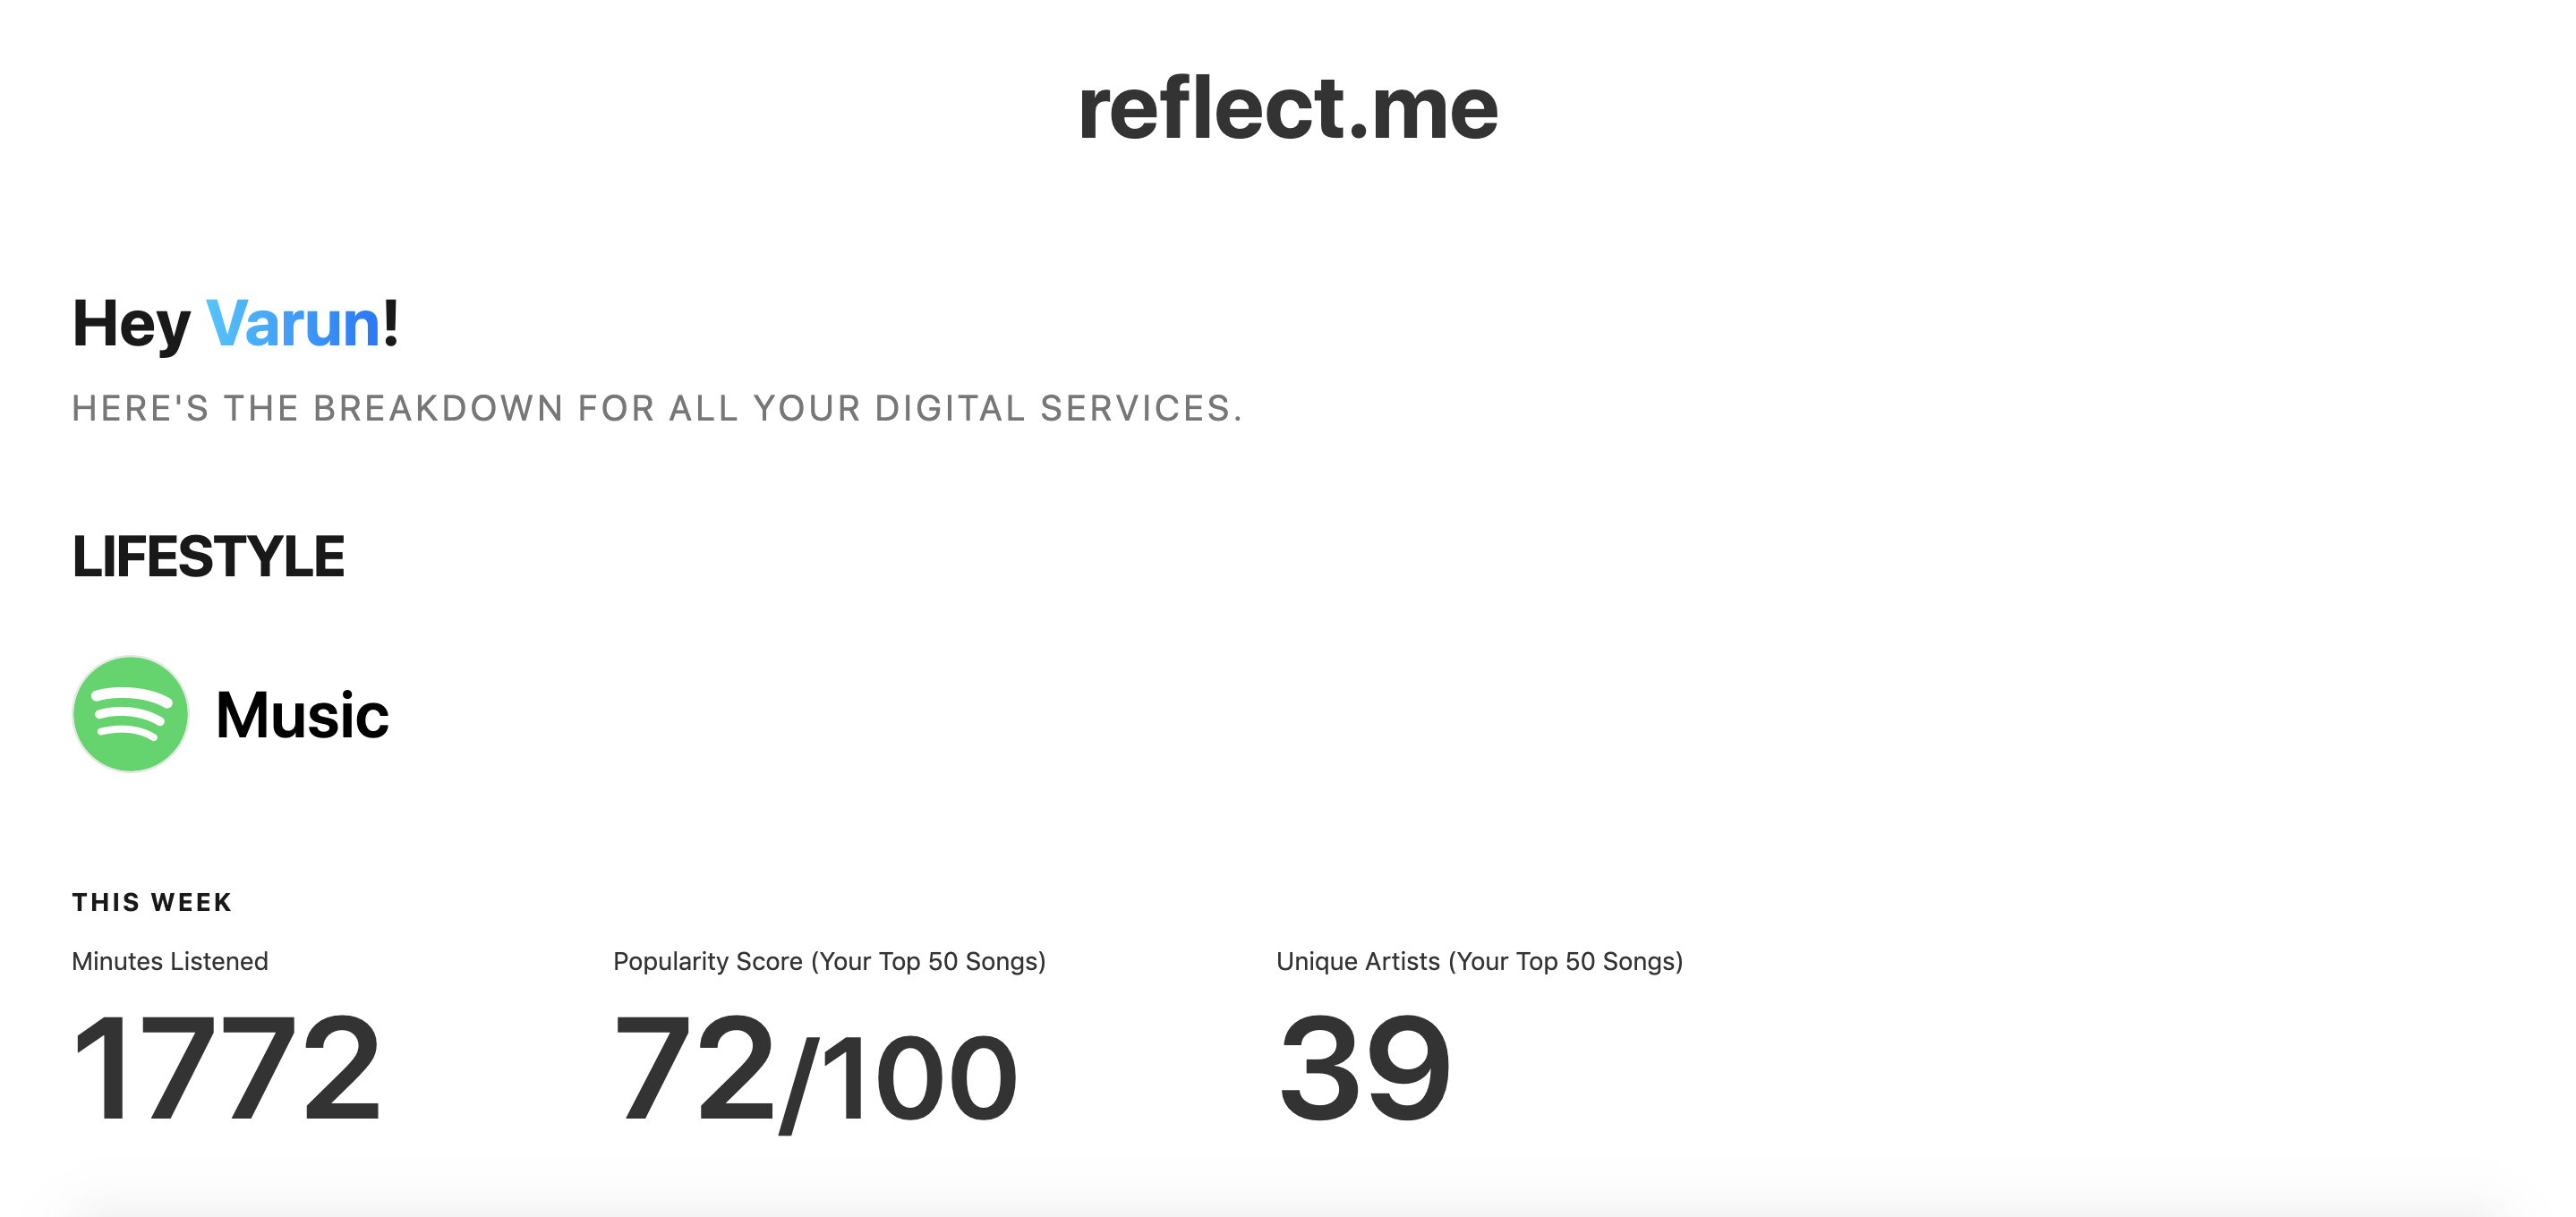 reflect.me
Hey Varun!
HERE'S THE BREAKDOWN FOR ALL YOUR DIGITAL SERVICES.
LIFESTYLE
Music
THIS WEEK
Minutes Listened
1772
Popularity Score (Your Top 50 Songs)
72/100
Unique Artists (Your Top 50 Songs)
39